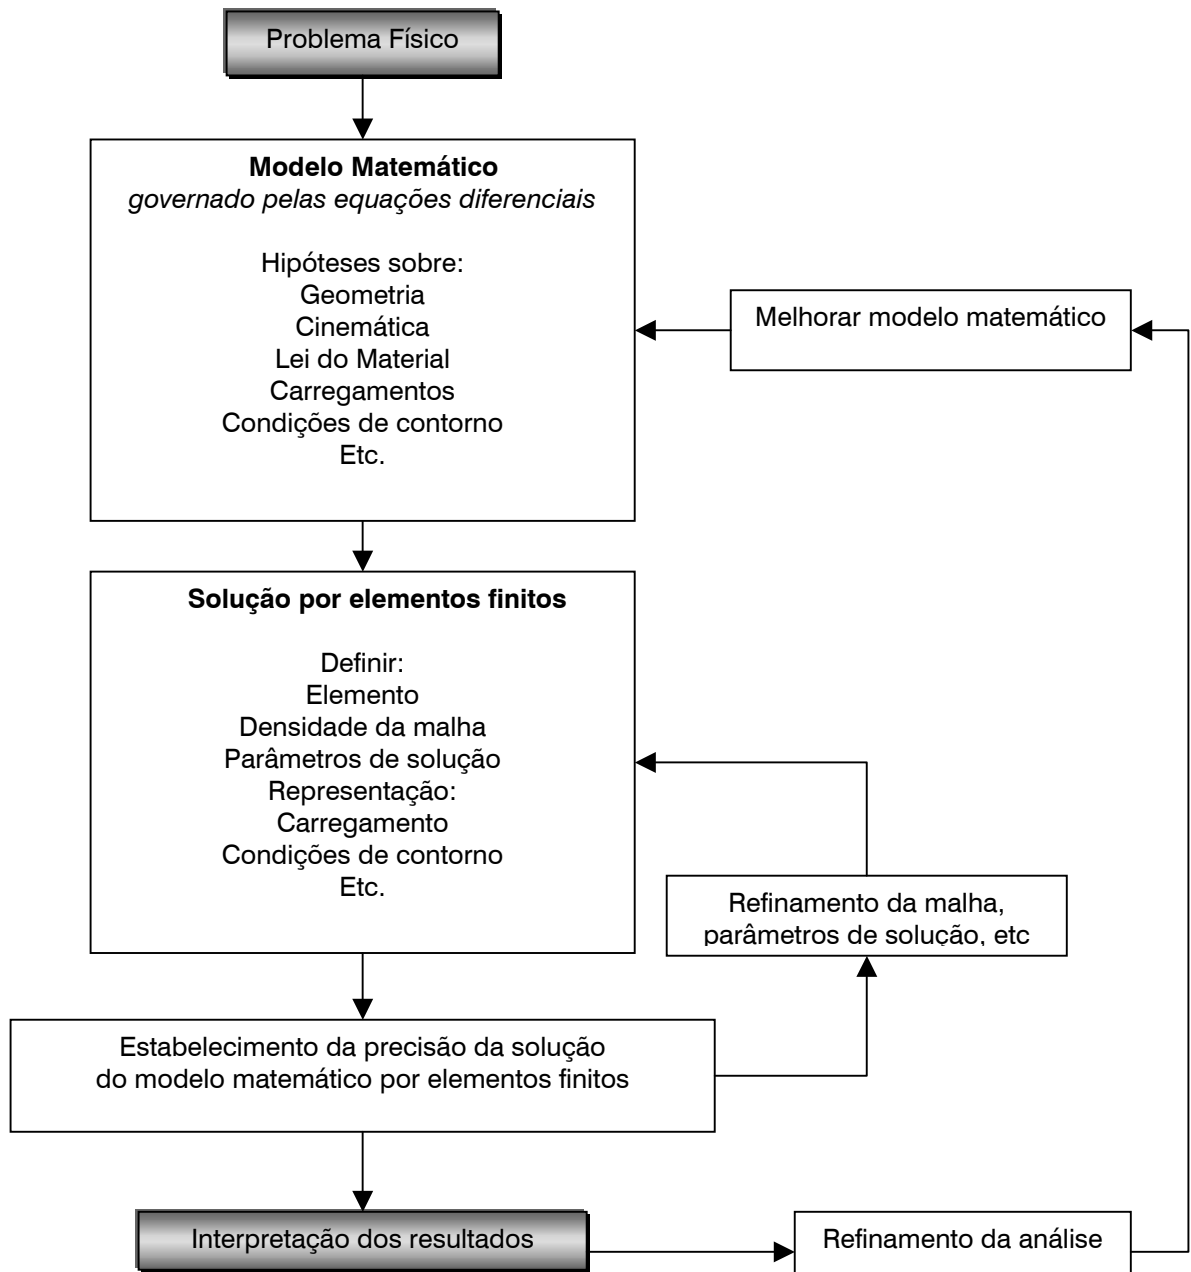 Problema Físico
Modelo Matemático
governado pelas equações diferenciais
Hipóteses sobre:
Geometria
Cinemática
Lei do Material
Carregamentos
Condições de contorno
Etc.
Melhorar modelo matemático
Solução por elementos finitos
Definir:
Elemento
Densidade da malha
Parâmetros de solução
Representação:
Carregamento
Condições de contorno
Etc.
Refinamento da malha,
parâmetros de solução, etc
Estabelecimento da precisão da solução
do modelo matemático por elementos finitos
Interpretação dos resultados
Refinamento da análise